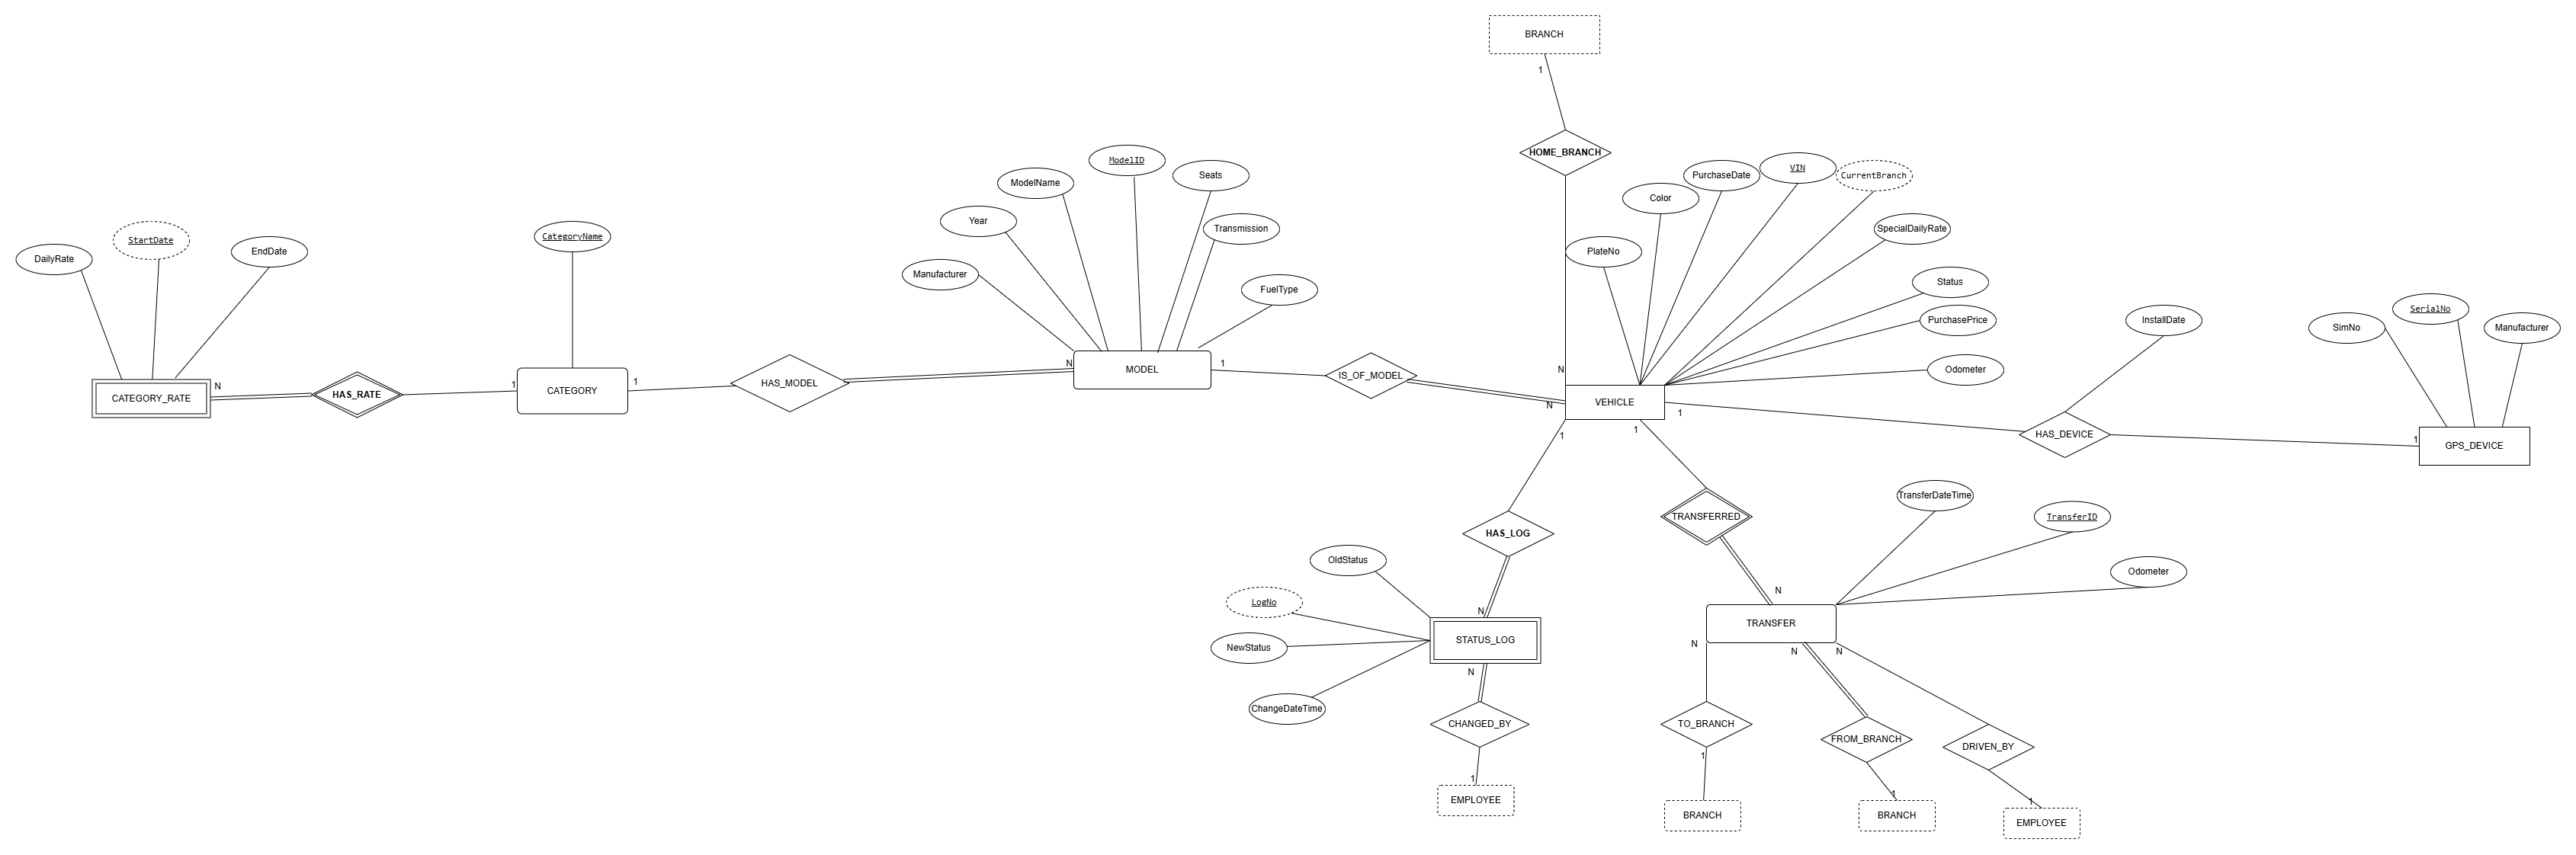 BRANCH
1
HOME_BRANCH
ModelID
VIN
Seats
PurchaseDate
CurrentBranch
ModelName
Color
Year
Transmission
SpecialDailyRate
StartDate
CategoryName
EndDate
PlateNo
DailyRate
Manufacturer
Status
FuelType
SerialNo
PurchasePrice
InstallDate
SimNo
Manufacturer
N
1
MODEL
N
Odometer
IS_OF_MODEL
HAS_MODEL
1
1
N
CATEGORY
CATEGORY_RATE
HAS_RATE
N
VEHICLE
1
1
1
HAS_DEVICE
1
GPS_DEVICE
TransferDateTime
TRANSFERRED
TransferID
HAS_LOG
OldStatus
Odometer
N
LogNo
N
TRANSFER
STATUS_LOG
NewStatus
N
N
N
N
ChangeDateTime
CHANGED_BY
TO_BRANCH
FROM_BRANCH
DRIVEN_BY
1
1
1
1
EMPLOYEE
BRANCH
BRANCH
EMPLOYEE